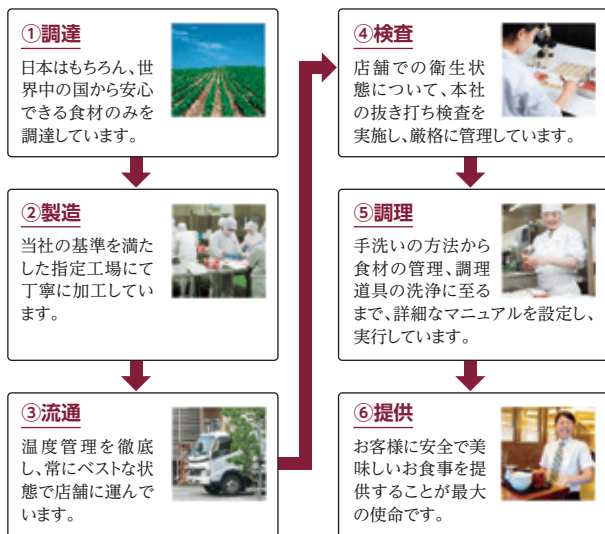 ①調達
日本はもちろん、世
界中の国から安心
できる食材のみを
調達しています。
②製造
当社の基準を満た
した指定工場にて
丁寧に加工してい
ます。
③流通
温度管理を徹底
し、常にベストな状
態で店舗に運んで
います。
④検査
店舗での衛生状
態について、本社
の抜き打ち検査を
実施し、厳格に管理しています。
⑤調理
手洗いの方法から
食材の管理、調理
道具の洗浄に至る
まで、詳細なマニュアルを設定し、
実行しています。
⑥提供
お客様に安全で美
味しいお食事を提
供することが最大
の使命です。